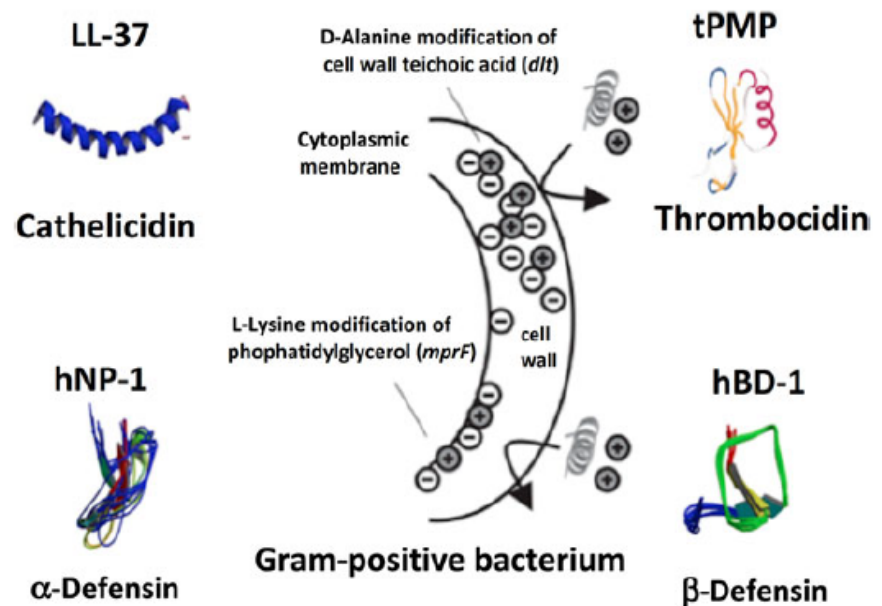 LL-37
Cathelicidin
D-Alanine modification of
cell wall teichoic acid (dlt)
Cytoplasmic
membrane
tPMP
Thrombocidin
L-Lysine modification of
phophatidylglycerol (mprF)
cell
wall
hNP-1
α-Defensin
hBD-1
β-Defensin
Gram-positive bacterium